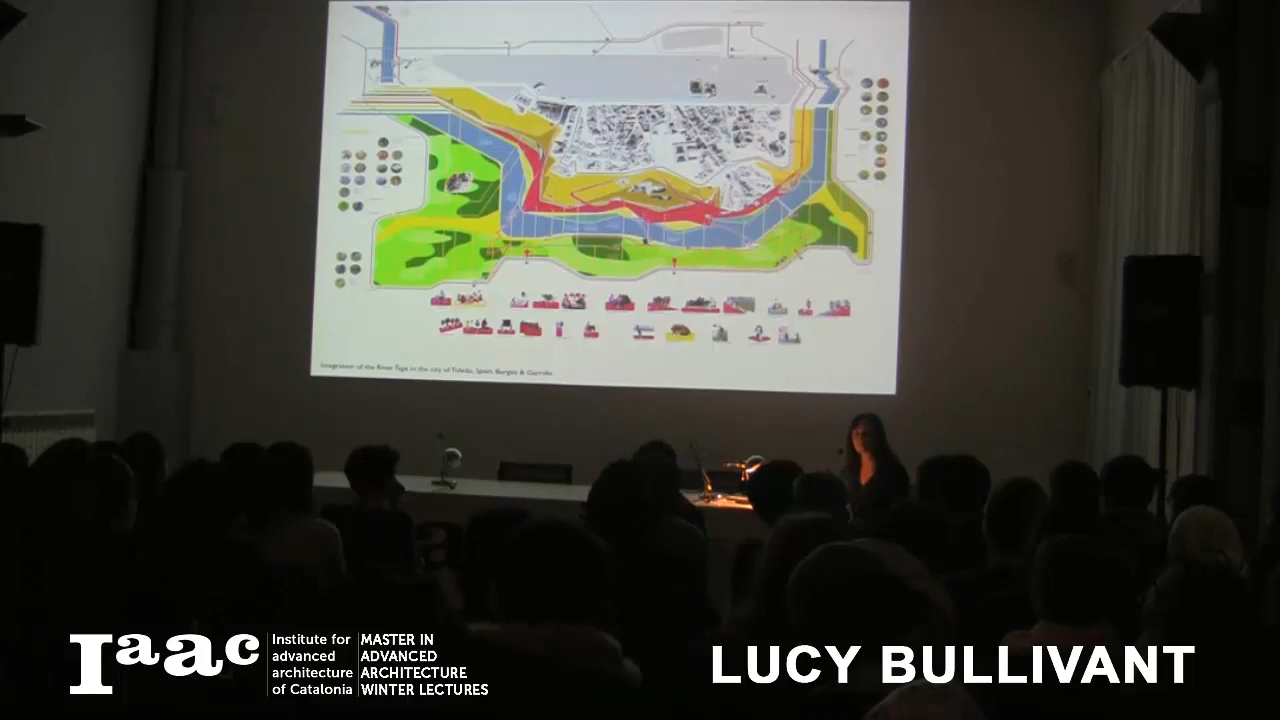 Integration of the River Tagus in the city of Toledo, Spain. Burgos & Garrido
Iaac
Institute for
advanced
architecture
of Catalonia
MASTER IN
ADVANCED
ARCHITECTURE
WINTER LECTURES
LUCY BULLIVANT